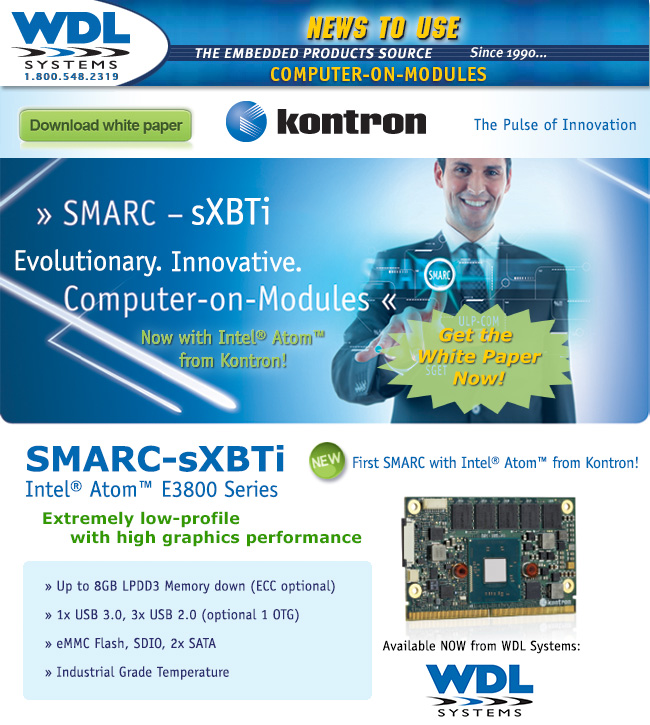 WDL
SYSTEMS
1.800.548.2319
NEWS TO USE
THE EMBEDDED PRODUCTS SOURCE
Since 1990...
COMPUTER-ON-MODULES
Download white paper
kontron
The Pulse of Innovation
» SMARC – sXBTi
Evolutionary. Innovative.
Computer-on-Modules «
Now with Intel® Atom™
from Kontron!
SMARC
SMARC
ULP-COM
SGET
Get the
White Paper
Now!
SMARC-sXBTi
Intel® Atom™ E3800 Series
NEW
First SMARC with Intel® Atom™ from Kontron!
Extremely low-profile
with high graphics performance
» Up to 8GB LPDD3 Memory down (ECC optional)
» 1x USB 3.0, 3x USB 2.0 (optional 1 OTG)
» eMMC Flash, SDIO, 2x SATA
» Industrial Grade Temperature
kontron
Available NOW from WDL Systems:
WDL
SYSTEMS